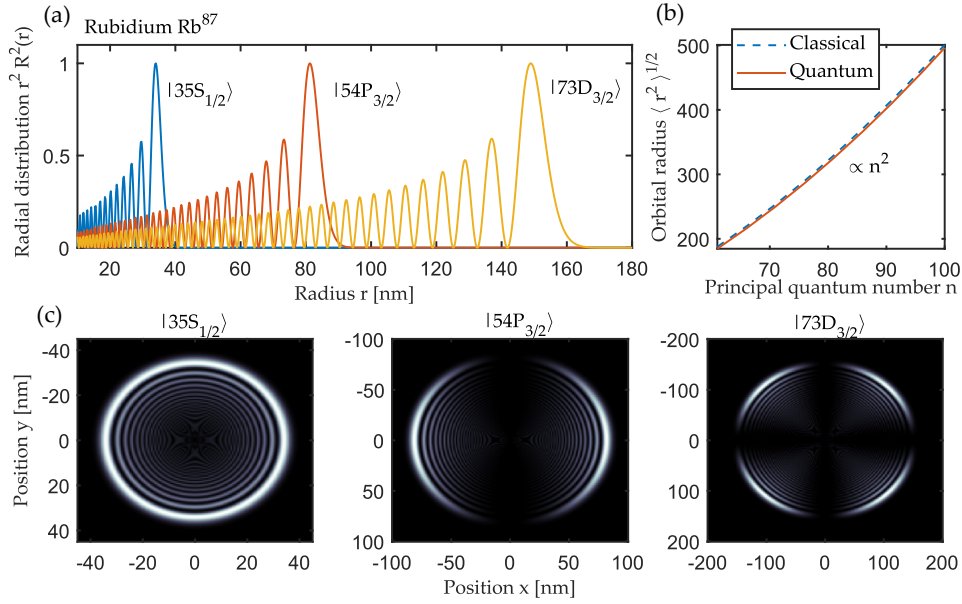 (a)
Rubidium Rb⁸⁷
Radial distribution r² R²(r)
1
0.5
0
|35S₁/₂⟩
|54P₃/₂⟩
|73D₃/₂⟩
20 40 60 80 100 120 140 160 180
Radius r [nm]
(b)
Orbital radius ⟨ r² ⟩¹/²
500
400
300
200
Classical
Quantum
∝ n²
70 80 90 100
Principal quantum number n
(c)
|35S₁/₂⟩
Position y [nm]
-40
-20
0
20
40
-40 -20 0 20 40
|54P₃/₂⟩
-100
-50
0
50
100
-100 -50 0 50 100
Position x [nm]
|73D₃/₂⟩
-200
-100
0
100
200
-200 -100 0 100 200